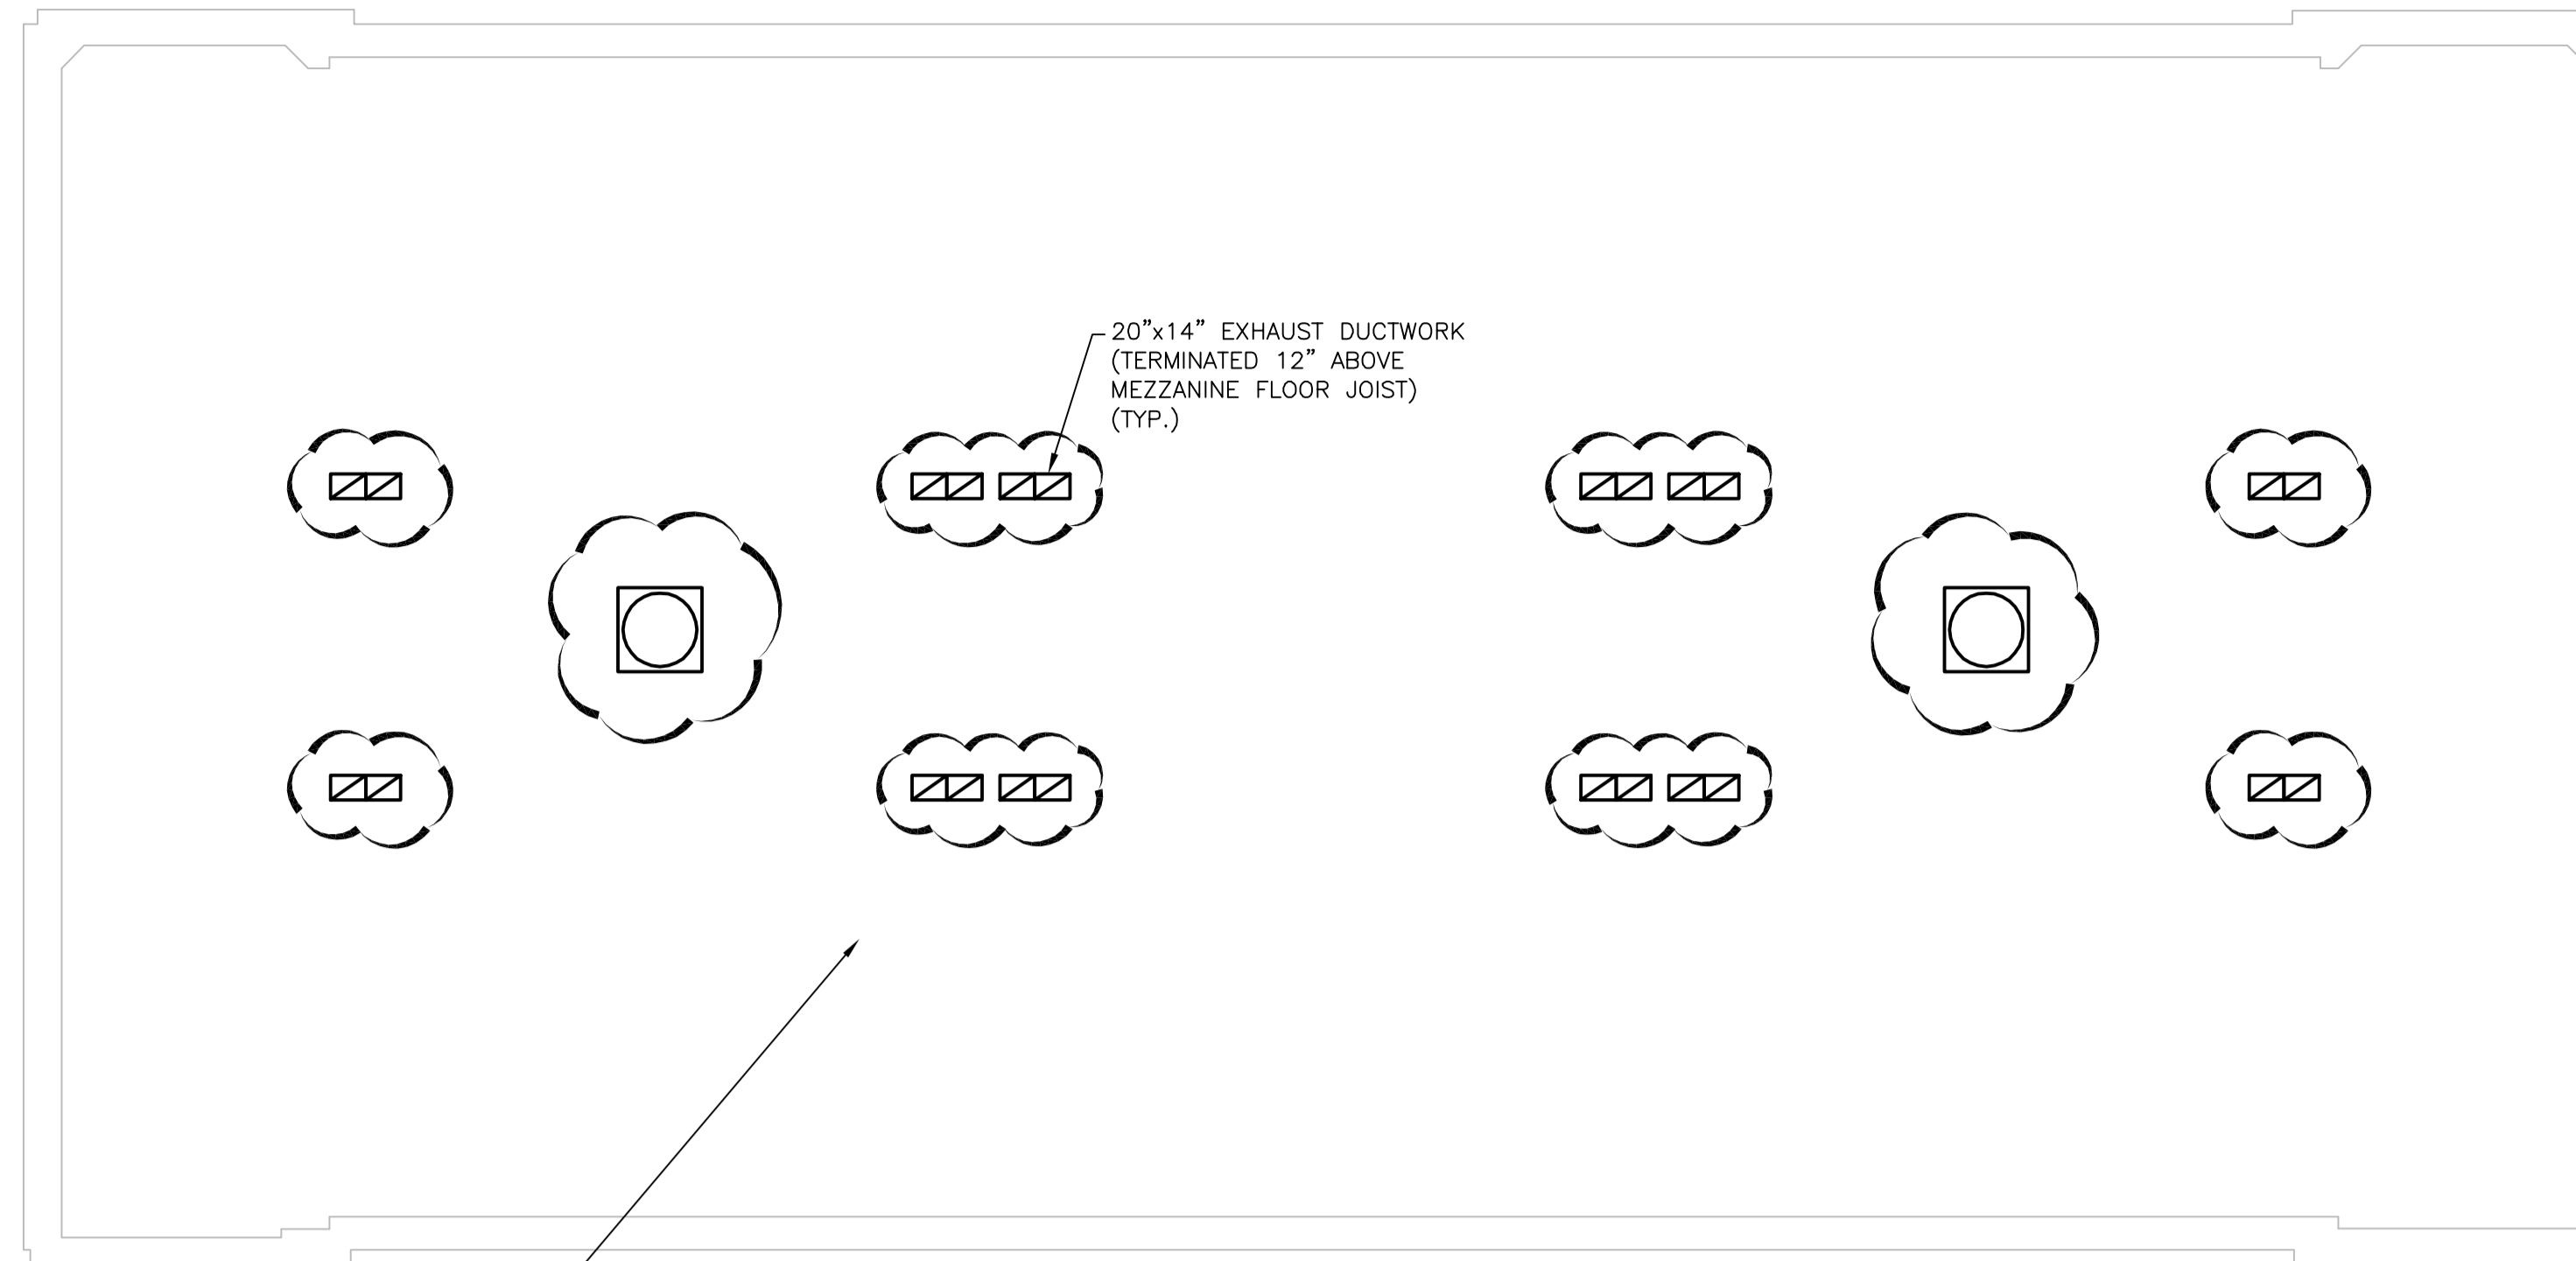 20”x14” EXHAUST DUCTWORK
(TERMINATED 12” ABOVE
MEZZANINE FLOOR JOIST)
(TYP.)